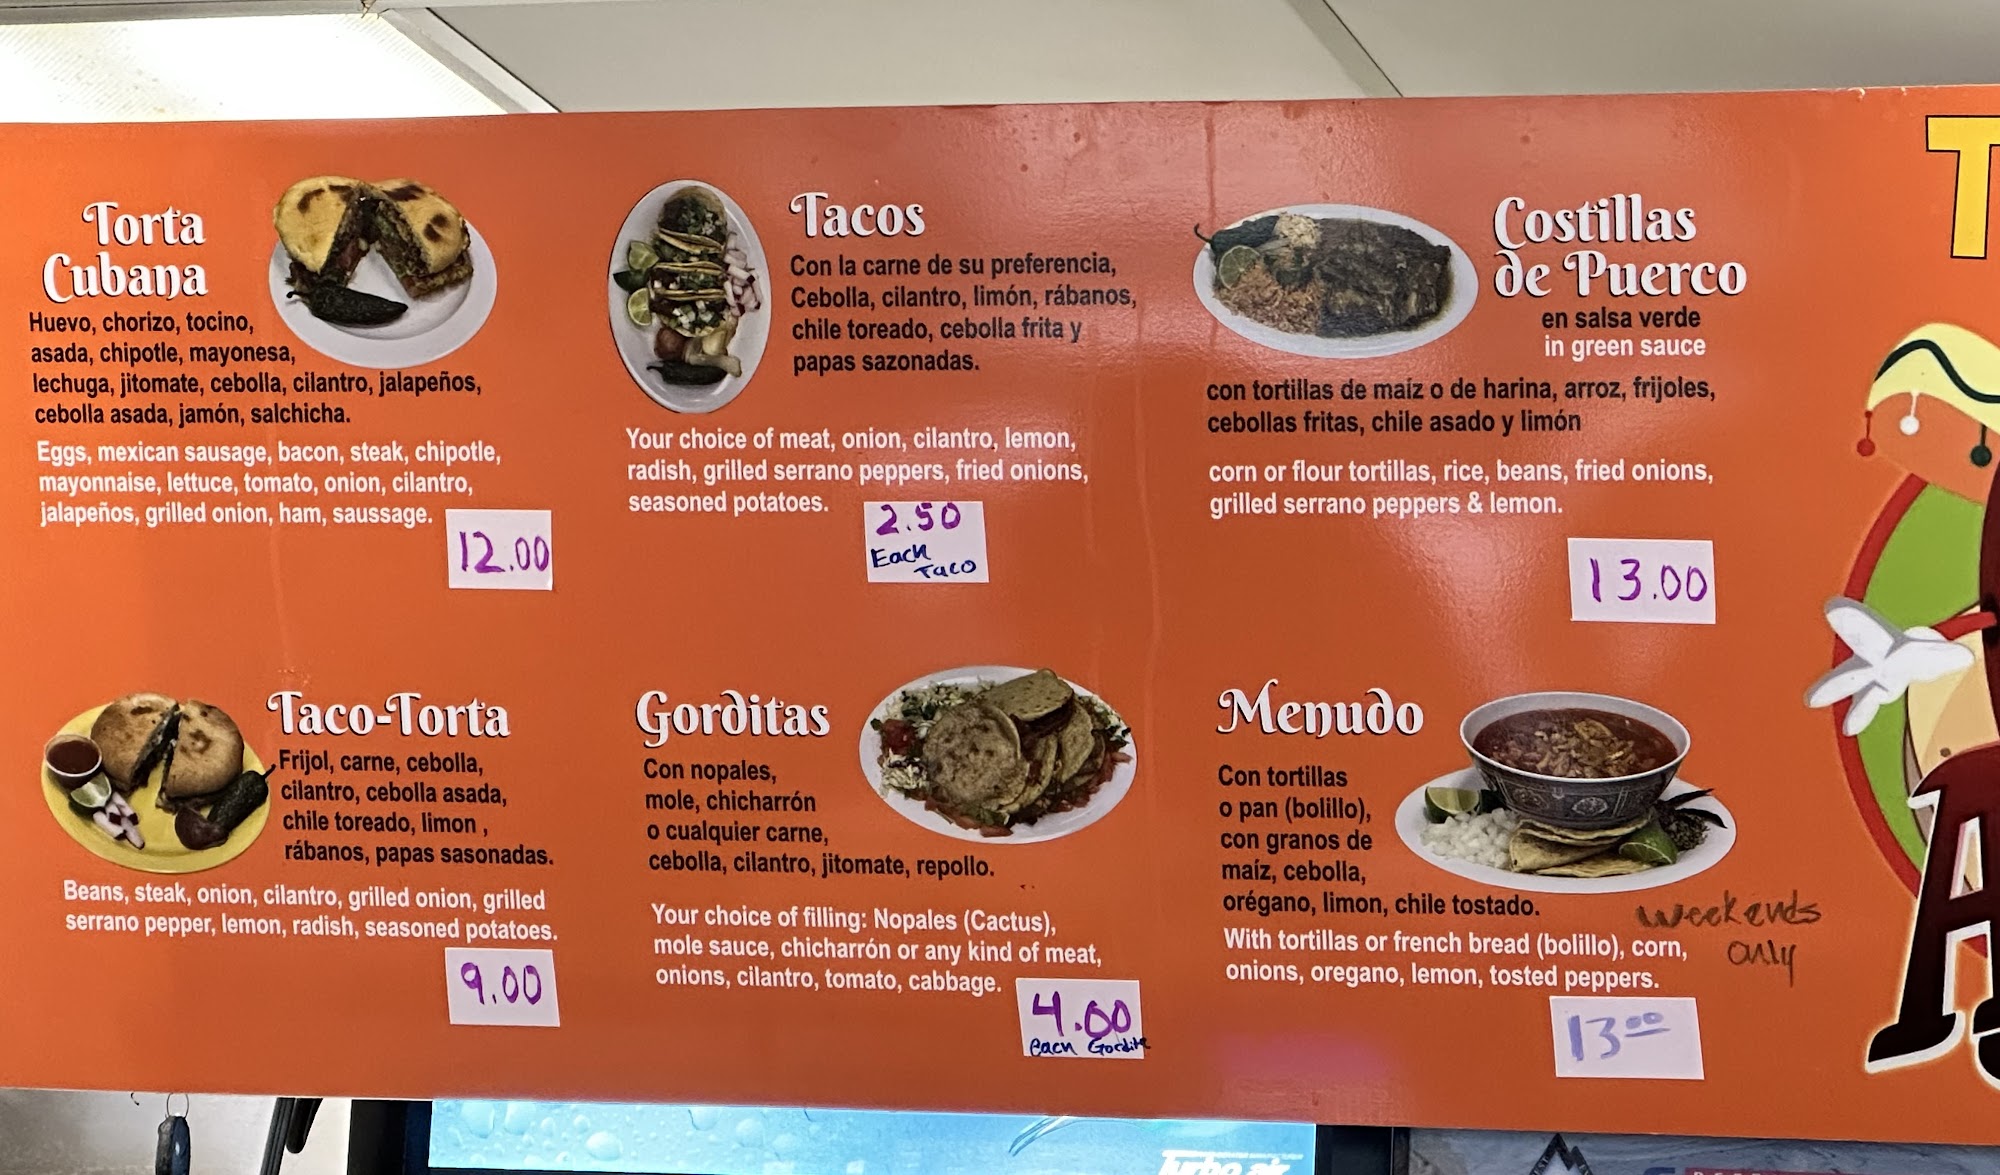 Torta
Cubana
Huevo, chorizo, tocino,
asada, chipotle, mayonesa,
lechuga, jitomate, cebolla, cilantro, jalapeños,
cebolla asada, jamón, salchicha.
Eggs, mexican sausage, bacon, steak, chipotle,
mayonnaise, lettuce, tomato, onion, cilantro,
jalapeños, grilled onion, ham, saussage.
12.00
Tacos
Con la carne de su preferencia,
Cebolla, cilantro, limón, rábanos,
chile toreado, cebolla frita y
papas sazonadas.
Your choice of meat, onion, cilantro, lemon,
radish, grilled serrano peppers, fried onions,
seasoned potatoes.
2.50
Each
Taco
Costillas
de Puerco
en salsa verde
in green sauce
con tortillas de maíz o de harina, arroz, frijoles,
cebollas fritas, chile asado y limón
corn or flour tortillas, rice, beans, fried onions,
grilled serrano peppers & lemon.
13.00
Taco-Torta
Frijol, carne, cebolla,
cilantro, cebolla asada,
chile toreado, limon ,
rábanos, papas sasonadas.
Beans, steak, onion, cilantro, grilled onion, grilled
serrano pepper, lemon, radish, seasoned potatoes.
9.00
Gorditas
Con nopales,
mole, chicharrón
o cualquier carne,
cebolla, cilantro, jitomate, repollo.
Your choice of filling: Nopales (Cactus),
mole sauce, chicharrón or any kind of meat,
onions, cilantro, tomato, cabbage.
4.00
each Gordita
Menudo
Con tortillas
o pan (bolillo),
con granos de
maíz, cebolla,
orégano, limon, chile tostado.
With tortillas or french bread (bolillo), corn,
onions, oregano, lemon, tosted peppers.
weekends
only
13.00
T
A
Turbo air